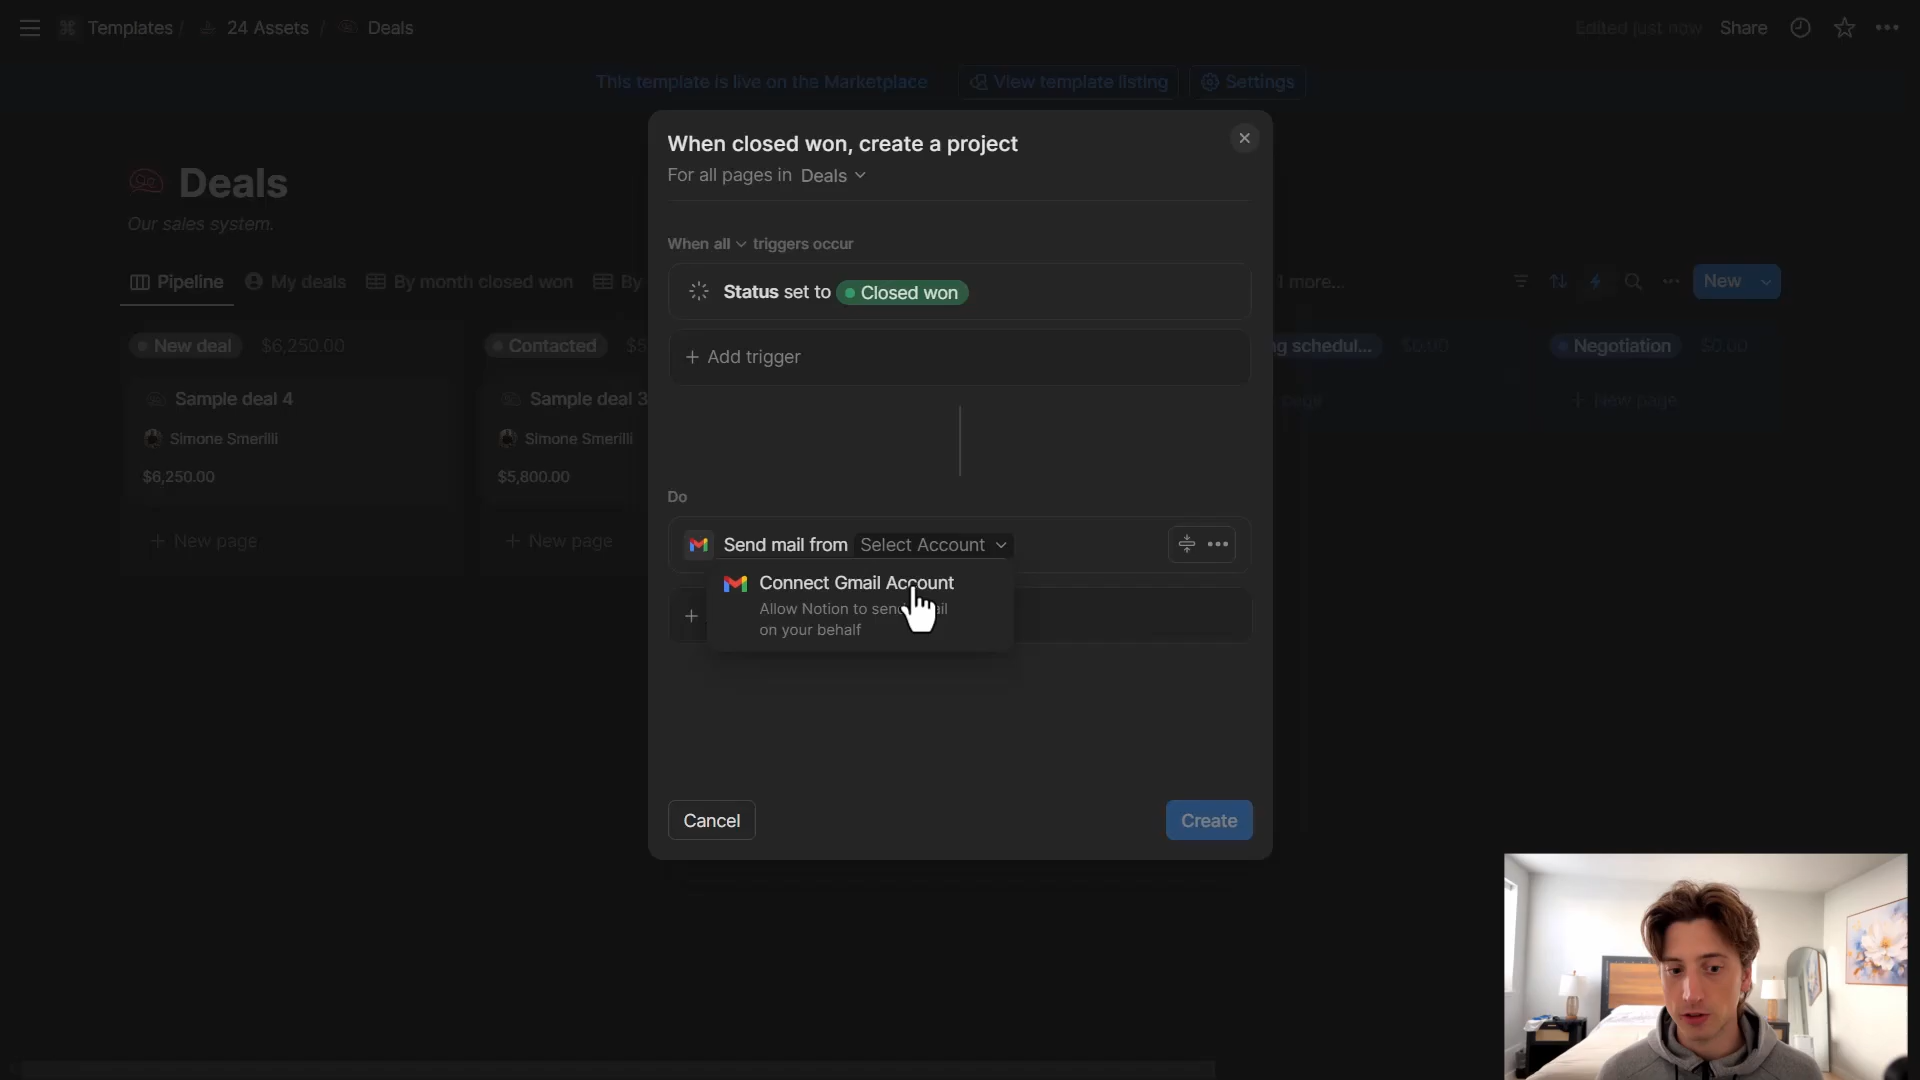 Templates / 24 Assets / Deals
Edited just now Share
This template is live on the Marketplace View template listing Settings
When closed won, create a project
For all pages in Deals
Deals
Our sales system.
When all triggers occur
Pipeline My deals By month closed won By
1 more...
New
Status set to Closed won
+ Add trigger
New deal $6,250.00
Contacted
Negotiation $0.00
$0.00
Sample deal 4
Simone Smerilli
$6,250.00
+ New page
Sample deal 3
Simone Smerilli
$5,800.00
+ New page
+ New page
Do
Send mail from Select Account
Connect Gmail Account
Allow Notion to
on your behalf
Cancel
Create